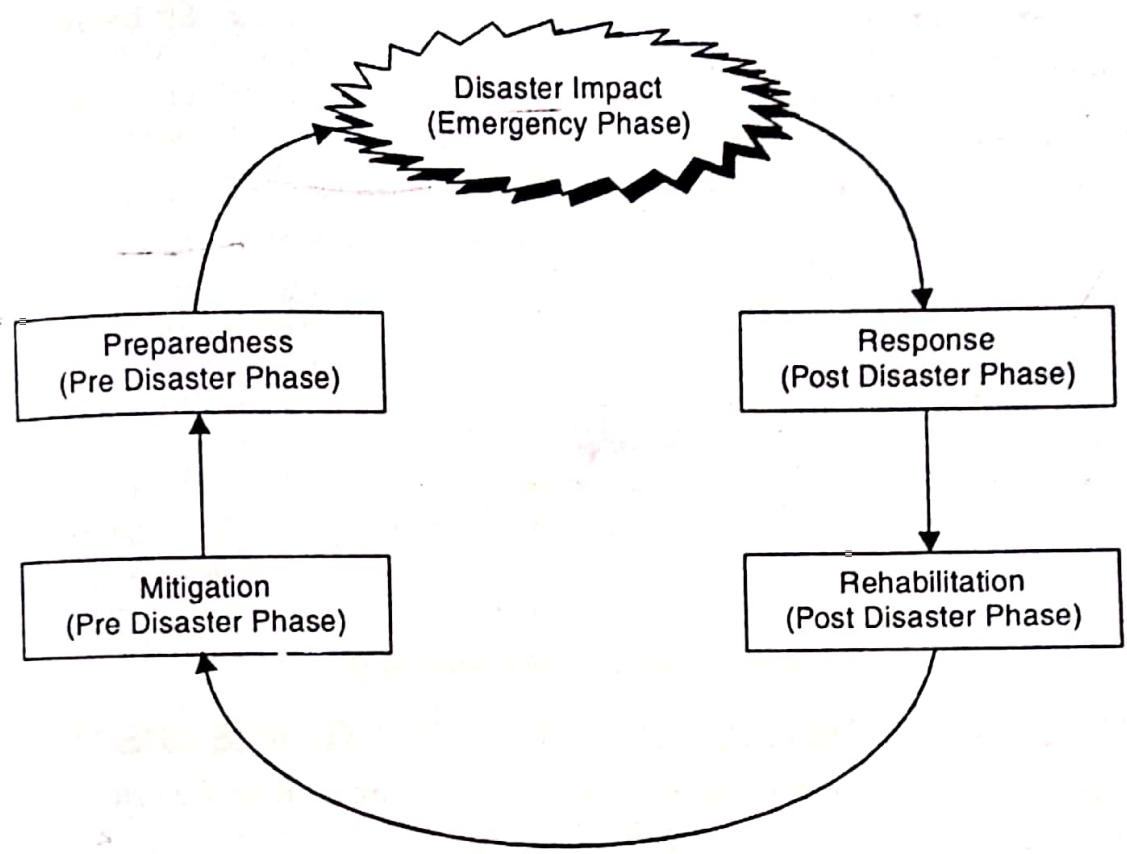 Disaster Impact
(Emergency Phase)
Preparedness
(Pre Disaster Phase)
Response
(Post Disaster Phase)
Mitigation
(Pre Disaster Phase)
Rehabilitation
(Post Disaster Phase)